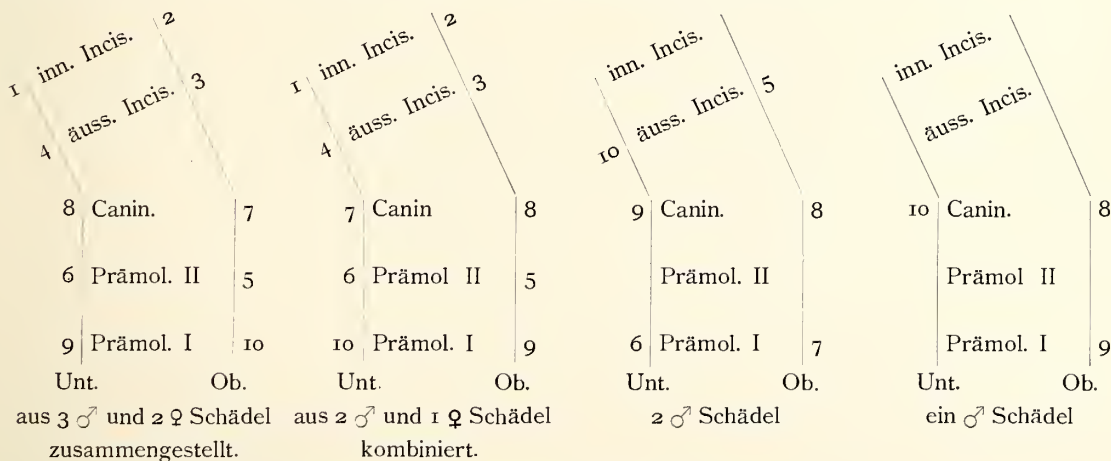 1 inn. Incis. 2
4 äuss. Incis. 3
8 Canin. 7
6 Prämol. II 5
9 Prämol. I 10
Unt. Ob.
aus 3 ♂ und 2 ♀ Schädel
zusammengestellt.
1 inn. Incis. 2
4 äuss. Incis. 3
7 Canin 8
6 Prämol II 5
10 Prämol. I 9
Unt. Ob.
aus 2 ♂ und 1 ♀ Schädel
kombiniert.
inn. Incis.
10 äuss. Incis. 5
9 Canin. 8
Prämol. II
6 Prämol. I 7
Unt. Ob.
2 ♂ Schädel
inn. Incis.
äuss. Incis.
10 Canin. 8
Prämol II
Prämol. I 9
Unt. Ob.
ein ♂ Schädel